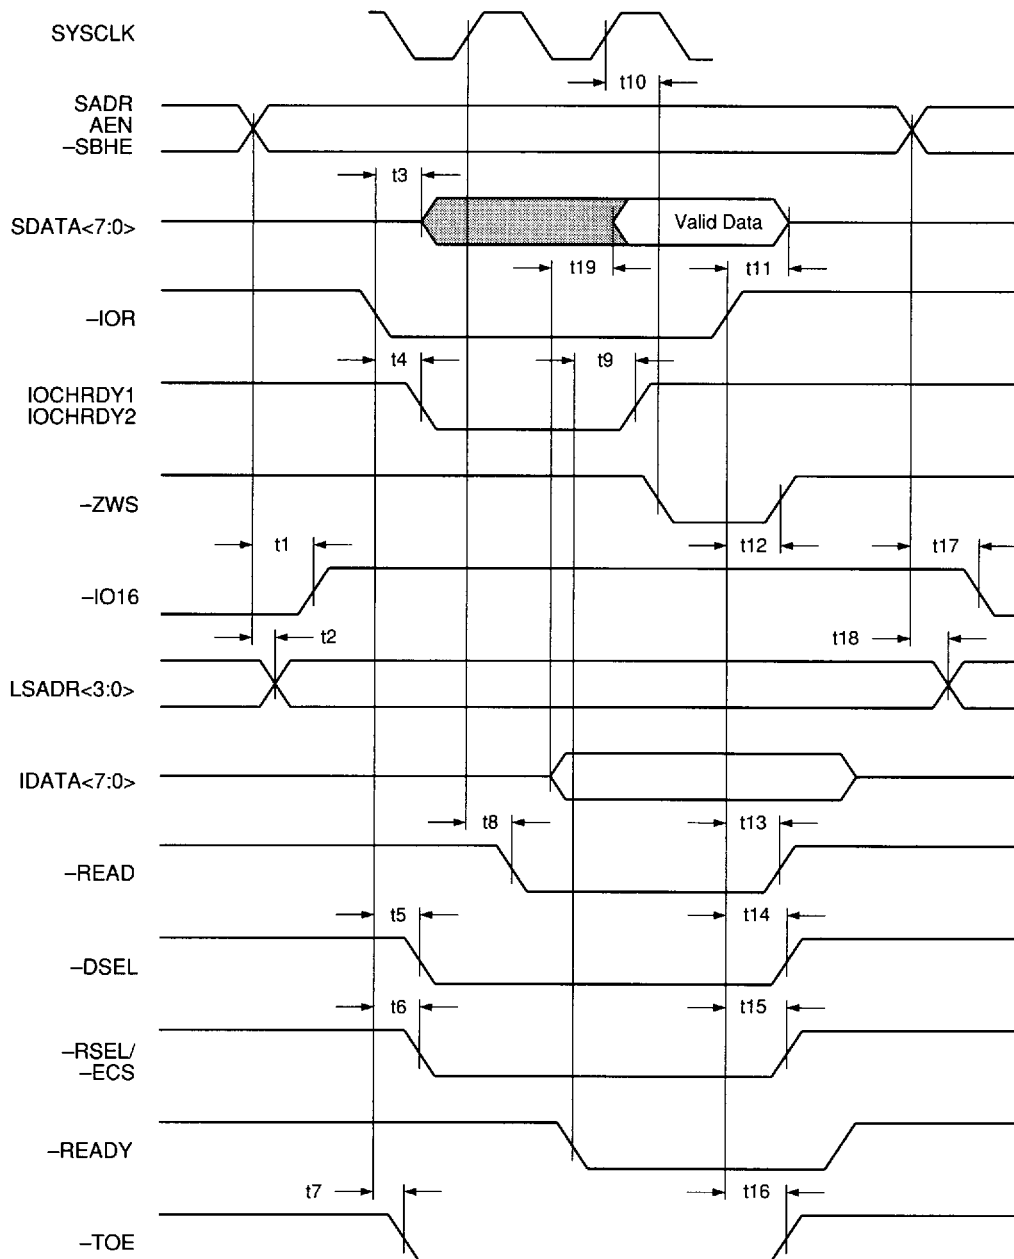 SYSCLK
t10
SADR
AEN
–SBHE
t3
SDATA<7:0>
Valid Data
t19
t11
–IOR
t4
t9
IOCHRDY1
IOCHRDY2
–ZWS
t1
t12
t17
–IO16
t2
t18
LSADR<3:0>
IDATA<7:0>
t8
t13
–READ
t5
t14
–DSEL
t6
t15
–RSEL/
–ECS
–READY
t7
t16
–TOE